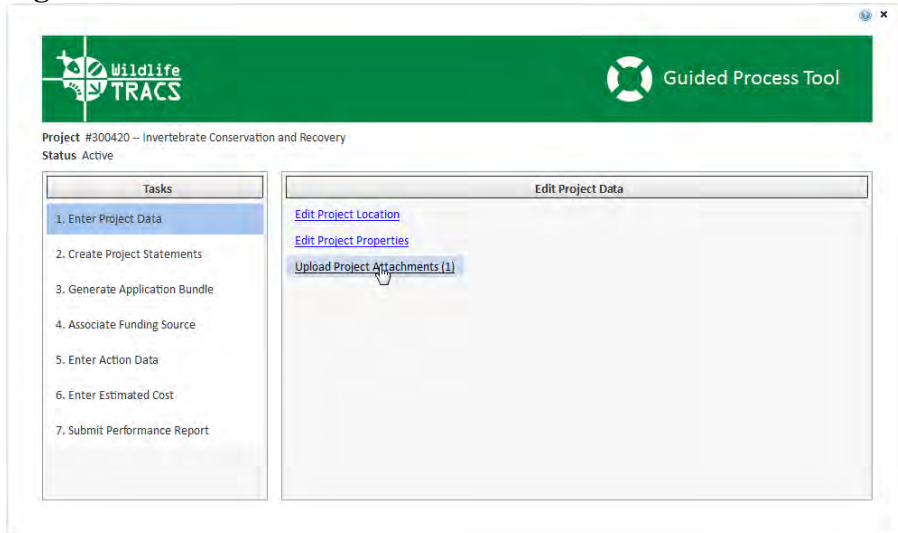 Wildlife
TRACS
Guided Process Tool
Project #300420 -- Invertebrate Conservation and Recovery
Status Active
Tasks
1. Enter Project Data
2. Create Project Statements
3. Generate Application Bundle
4. Associate Funding Source
5. Enter Action Data
6. Enter Estimated Cost
7. Submit Performance Report
Edit Project Data
Edit Project Location
Edit Project Properties
Upload Project Attachments (1)